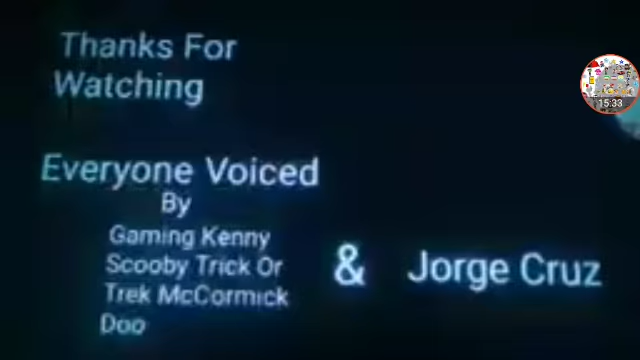 Thanks For
Watching
15:33
Everyone Voiced
By
Gaming Kenny
Scooby Trick Or
Trek McCormick
Doo
& Jorge Cruz